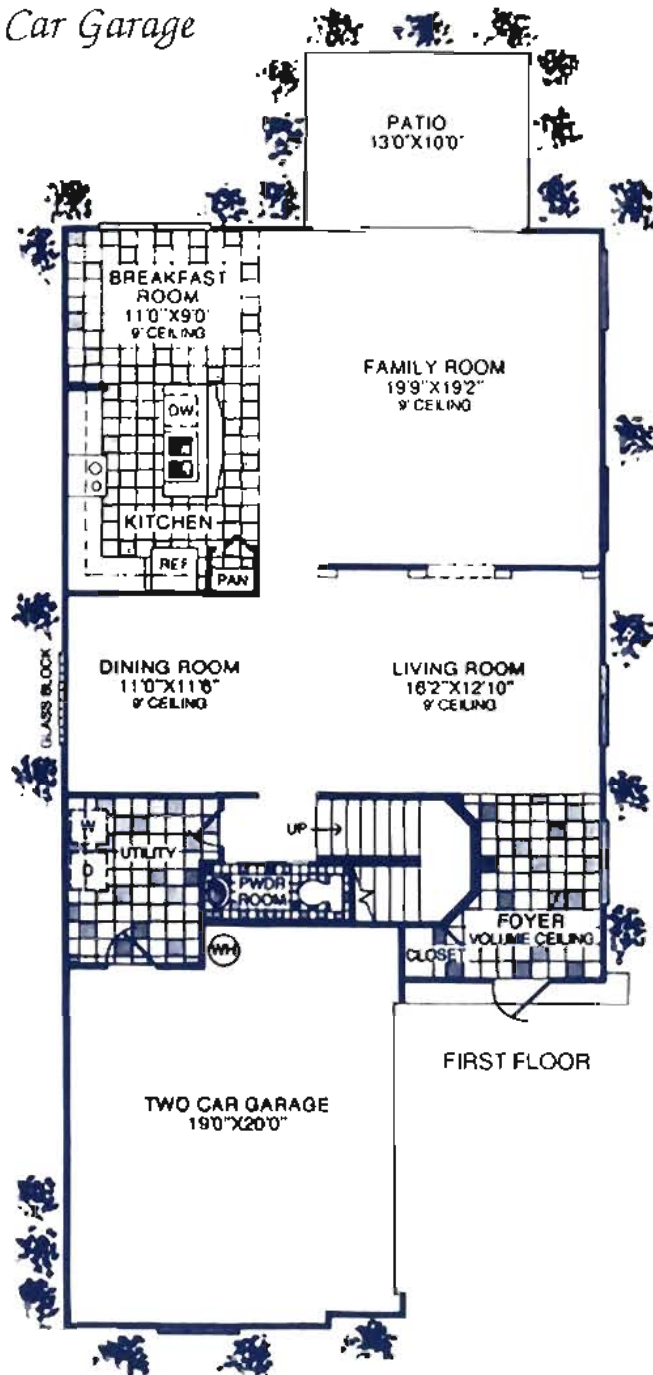 Car Garage
PATIO
13'0"X10'0"
BREAKFAST
ROOM
11'0"X9'0"
9' CEILING
FAMILY ROOM
19'9"X19'2"
9' CEILING
DW
KITCHEN
REF
PAN
GLASS BLOCK
DINING ROOM
11'0"X11'6"
9' CEILING
LIVING ROOM
16'2"X12'10"
9' CEILING
W
D
UTILITY
UP
PWDR
ROOM
WH
FOYER
VOLUME CEILING
CLOSET
FIRST FLOOR
TWO CAR GARAGE
19'0"X20'0"